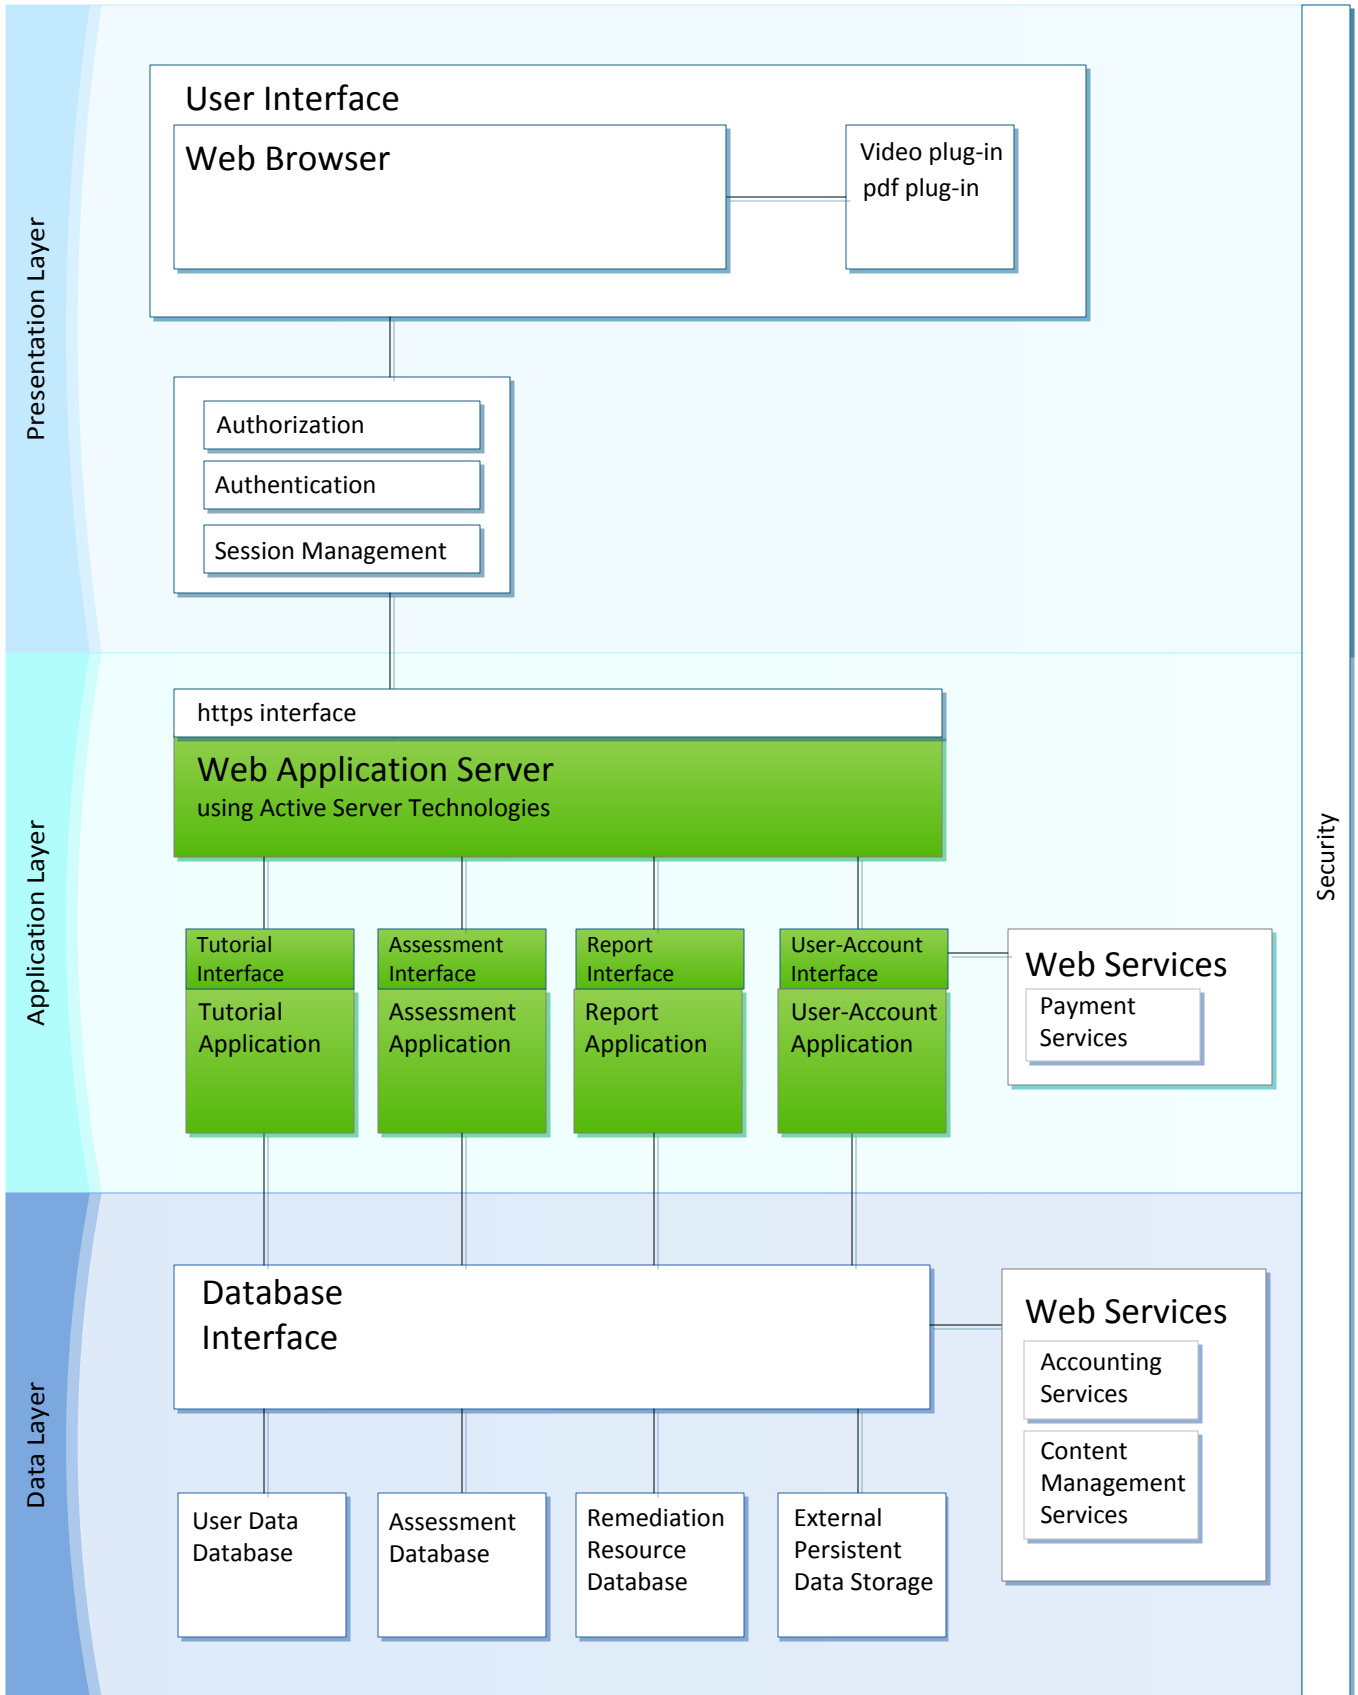 User Interface
Web Browser
Video plug-in
pdf plug-in
Presentation Layer
Authorization
Authentication
Session Management
https interface
Web Application Server
using Active Server Technologies
Application Layer
Security
Tutorial
Interface
Assessment
Interface
Report
Interface
User-Account
Interface
Tutorial
Application
Assessment
Application
Report
Application
User-Account
Application
Web Services
Payment
Services
Database
Interface
Data Layer
Web Services
Accounting
Services
Content
Management
Services
User Data
Database
Assessment
Database
Remediation
Resource
Database
External
Persistent
Data Storage